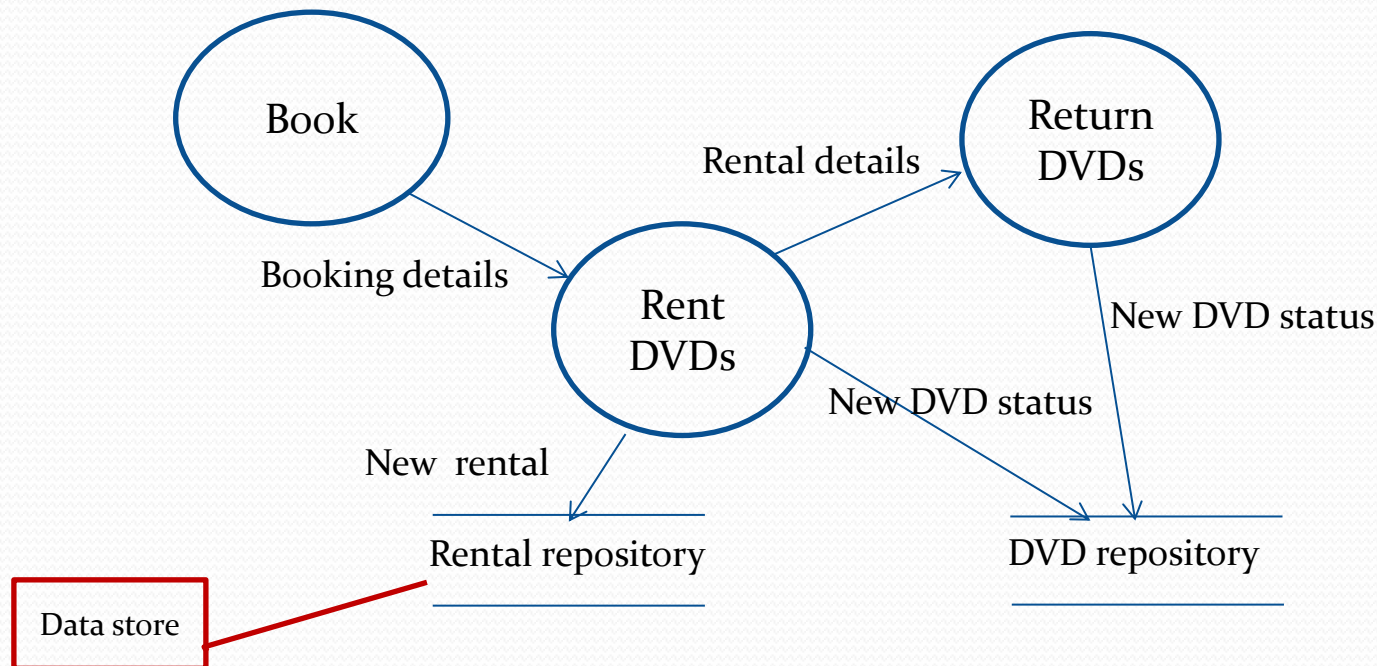 Book
Return
DVDs
Rental details
Booking details
Rent
DVDs
New DVD status
New DVD status
New rental
Rental repository
DVD repository
Data store